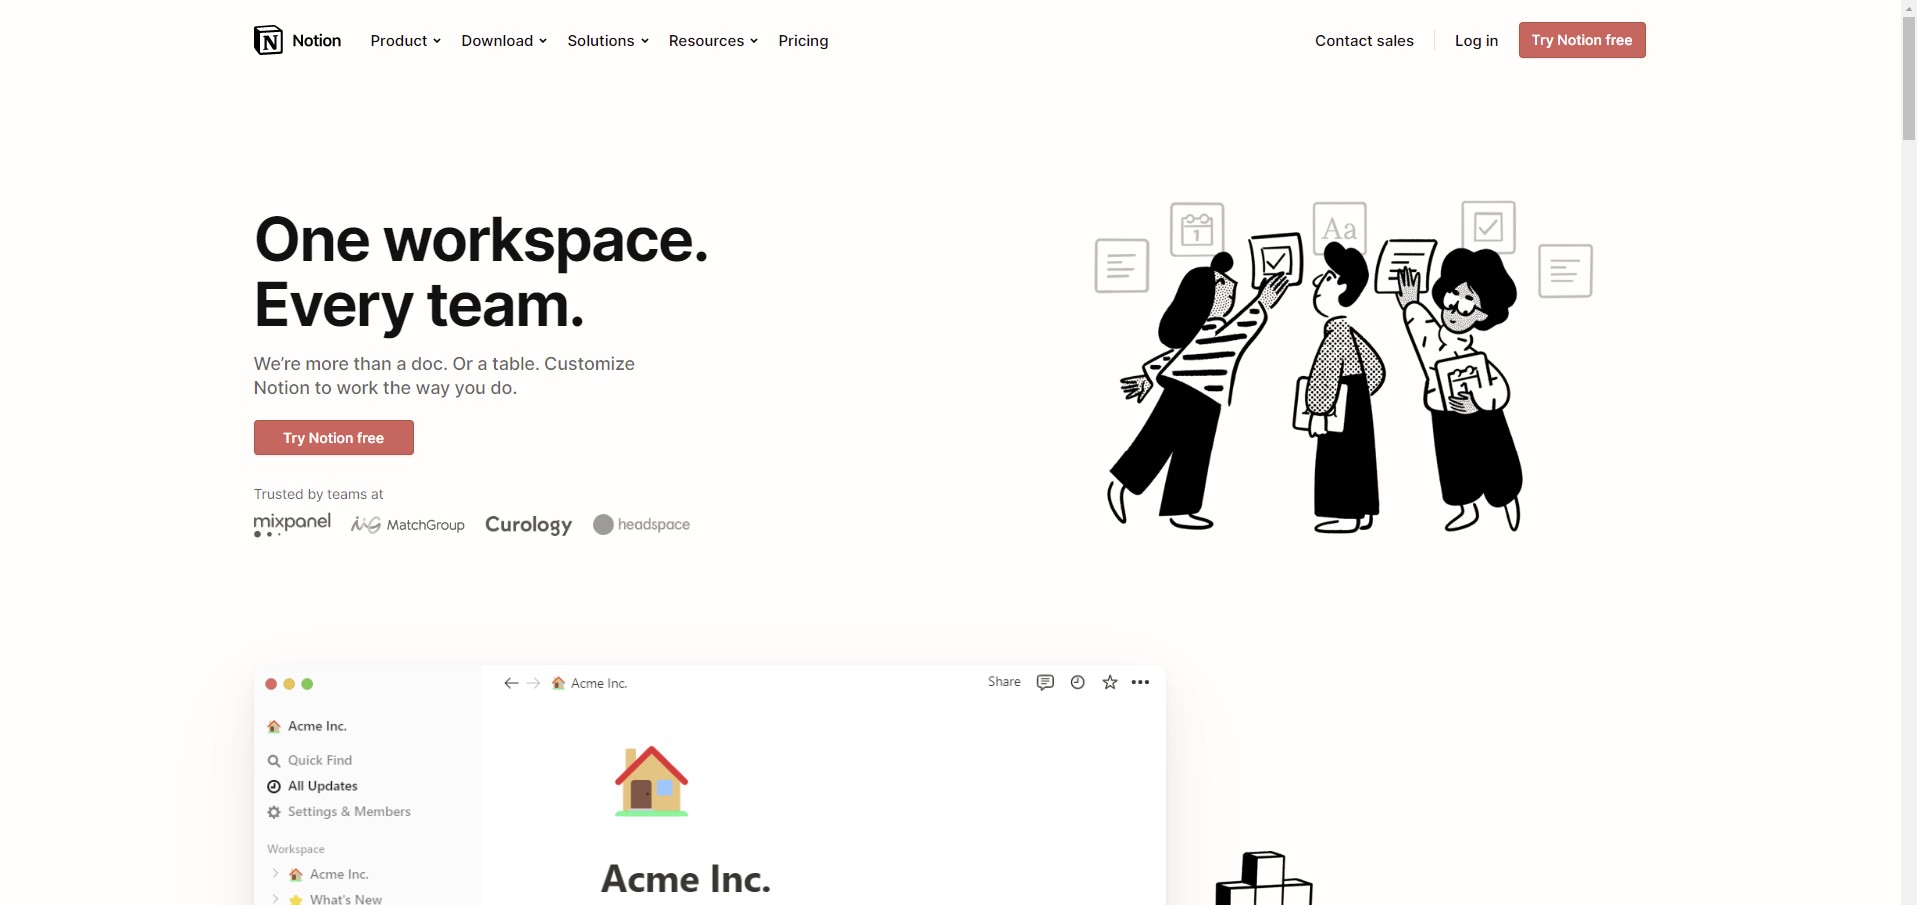 Notion
Product
Download
Solutions
Resources
Pricing
Contact sales
Log in
Try Notion free
One workspace.
Every team.
We’re more than a doc. Or a table. Customize
Notion to work the way you do.
Try Notion free
Trusted by teams at
mixpanel
MatchGroup
Curology
headspace
1
Aa
1
Acme Inc.
Share
Acme Inc.
Quick Find
All Updates
Settings & Members
Workspace
Acme Inc.
What's New
Acme Inc.